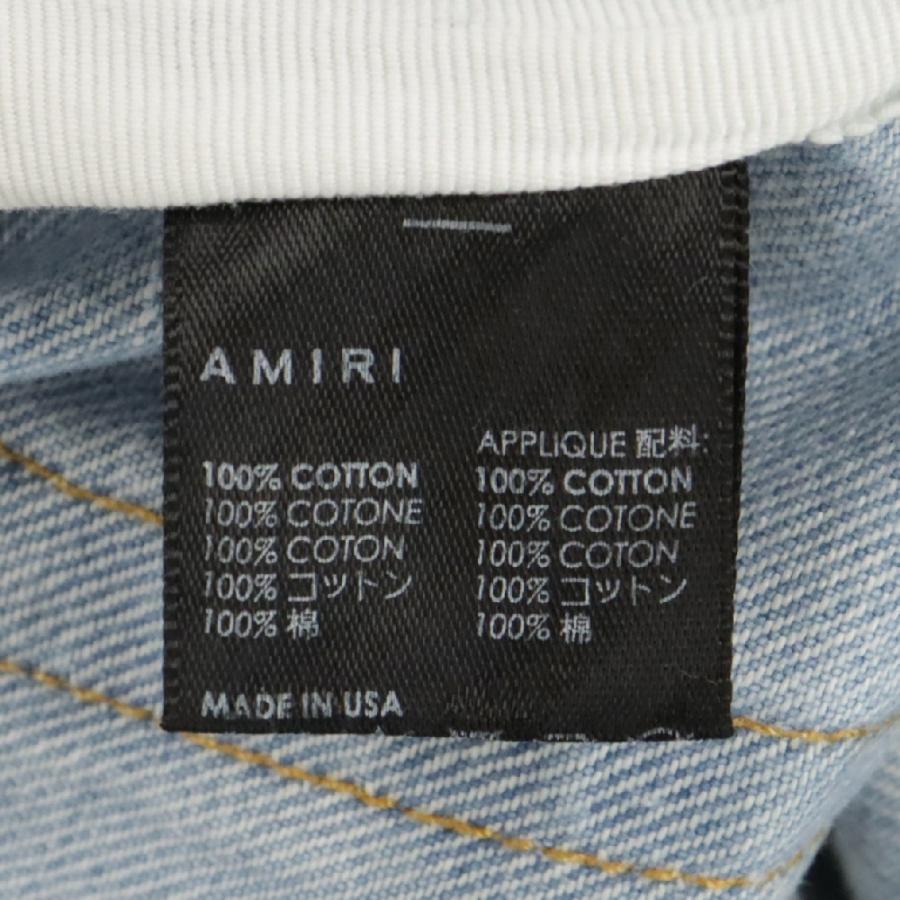 AMIRI
100% COTTON
100% COTONE
100% COTON
100% コットン
100% 棉
APPLIQUE 配料:
100% COTTON
100% COTONE
100% COTON
100% コットン
100% 棉
MADE IN USA